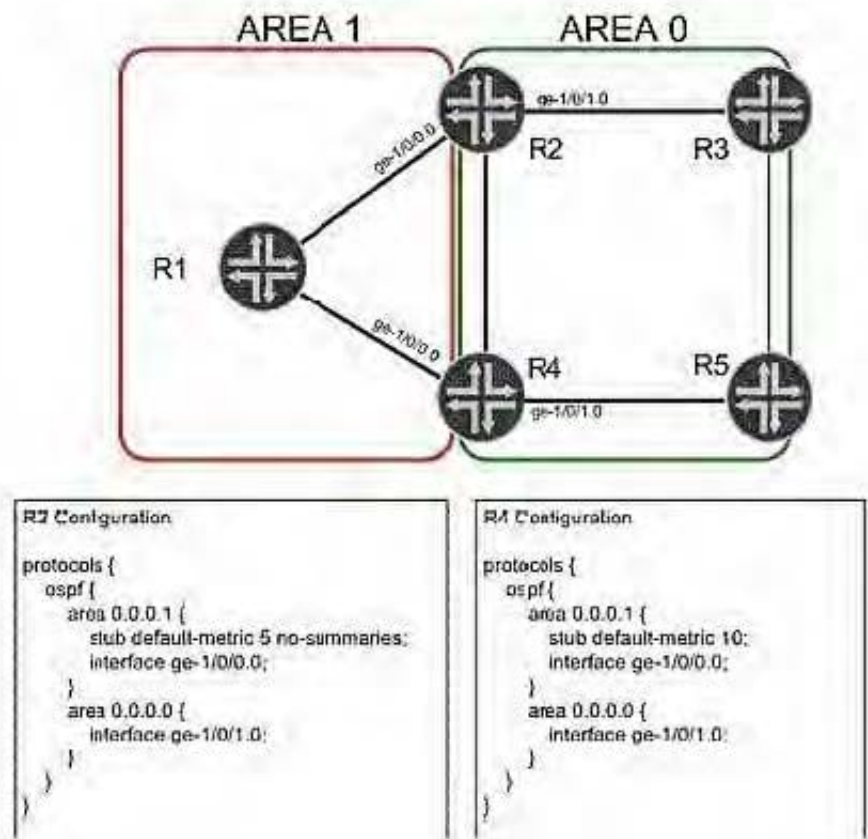 AREA 1
AREA 0
ge-1/0/0.0
ge-1/0/1.0
R2
R3
R1
ge-1/0/0.0
R4
R5
ge-1/0/1.0
R2 Configuration
protocols {
ospf {
area 0.0.0.1 {
stub default-metric 5 no-summaries;
interface ge-1/0/0.0;
}
area 0.0.0.0 {
interface ge-1/0/1.0;
}
}
}
R4 Configuration
protocols {
ospf {
area 0.0.0.1 {
stub default-metric 10;
interface ge-1/0/0.0;
}
area 0.0.0.0 {
interface ge-1/0/1.0;
}
}
}